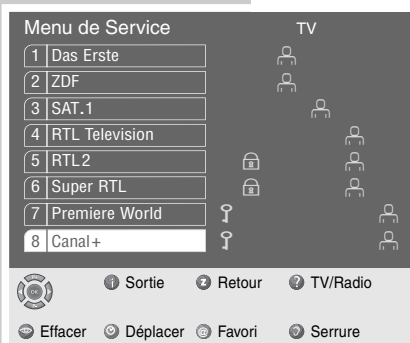 Menu de Service TV
1 Das Erste
2 ZDF
3 SAT.1
4 RTL Television
5 RTL2
6 Super RTL
7 Premiere World
8 Canal+
OK i Sortie z Retour ? TV/Radio
Effacer Déplacer @ Favori Serrure